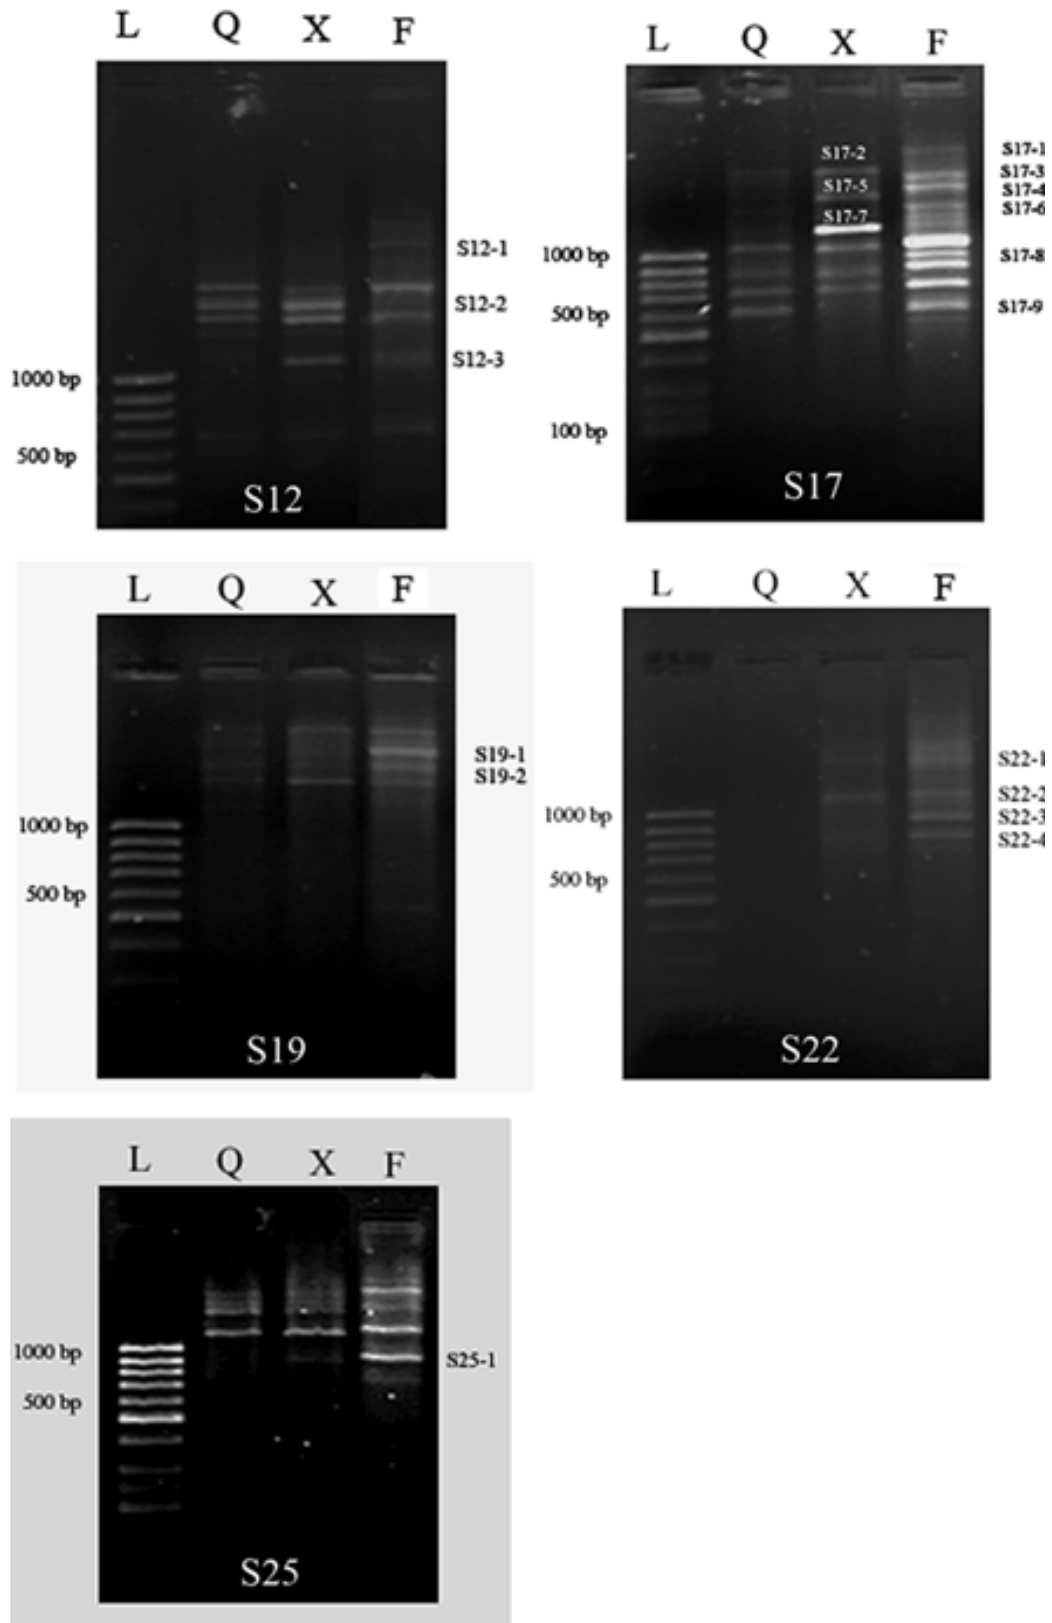 L Q X F
S12-1
S12-2
S12-3
1000 bp
500 bp
S12
L Q X F
S17-2
S17-5
S17-7
S17-1
S17-3
S17-4
S17-6
1000 bp
S17-8
S17-9
500 bp
100 bp
S17
L Q X F
S19-1
S19-2
1000 bp
500 bp
S19
L Q X F
S22-1
S22-2
S22-3
S22-4
1000 bp
500 bp
S22
L Q X F
1000 bp
S25-1
500 bp
S25